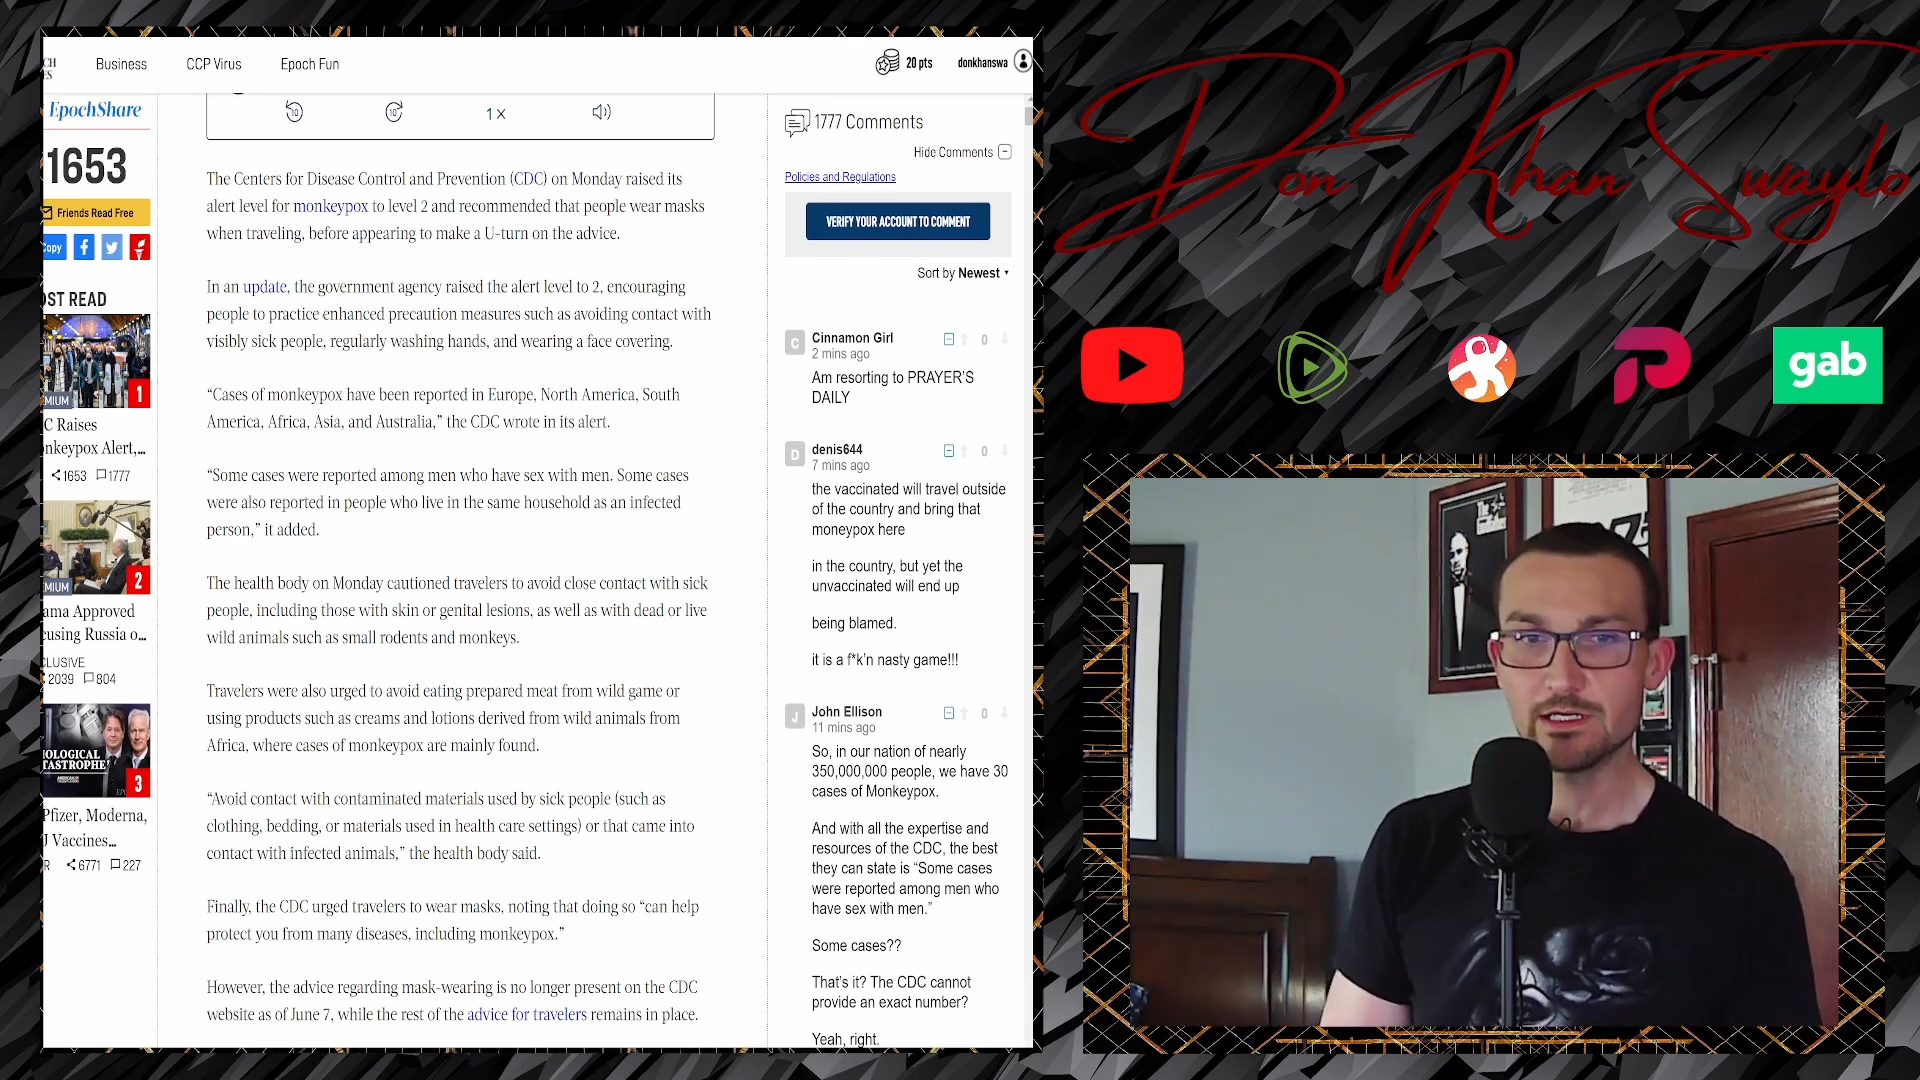 CH
ES
Business
CCP Virus
Epoch Fun
20 pts
donkhanswa
EpochShare
1653
Friends Read Free
opy
OST READ
MIUM
1
C Raises
nkeypox Alert,...
1653
1777
MIUM
2
ama Approved
cusing Russia o...
CLUSIVE
2039
804
OLOGICAL
TASTROPHE
3
Pfizer, Moderna,
J Vaccines...
R
6771
227
10
10
1 x
The Centers for Disease Control and Prevention (CDC) on Monday raised its
alert level for monkeypox to level 2 and recommended that people wear masks
when traveling, before appearing to make a U-turn on the advice.
In an update, the government agency raised the alert level to 2, encouraging
people to practice enhanced precaution measures such as avoiding contact with
visibly sick people, regularly washing hands, and wearing a face covering.
“Cases of monkeypox have been reported in Europe, North America, South
America, Africa, Asia, and Australia,” the CDC wrote in its alert.
“Some cases were reported among men who have sex with men. Some cases
were also reported in people who live in the same household as an infected
person,” it added.
The health body on Monday cautioned travelers to avoid close contact with sick
people, including those with skin or genital lesions, as well as with dead or live
wild animals such as small rodents and monkeys.
Travelers were also urged to avoid eating prepared meat from wild game or
using products such as creams and lotions derived from wild animals from
Africa, where cases of monkeypox are mainly found.
“Avoid contact with contaminated materials used by sick people (such as
clothing, bedding, or materials used in health care settings) or that came into
contact with infected animals,” the health body said.
Finally, the CDC urged travelers to wear masks, noting that doing so “can help
protect you from many diseases, including monkeypox.”
However, the advice regarding mask-wearing is no longer present on the CDC
website as of June 7, while the rest of the advice for travelers remains in place.
1777 Comments
Hide Comments
Policies and Regulations
VERIFY YOUR ACCOUNT TO COMMENT
Sort by Newest
C
Cinnamon Girl
0
2 mins ago
Am resorting to PRAYER'S
DAILY
D
denis644
0
7 mins ago
the vaccinated will travel outside
of the country and bring that
moneypox here
in the country, but yet the
unvaccinated will end up
being blamed.
it is a f*k'n nasty game!!!
J
John Ellison
0
11 mins ago
So, in our nation of nearly
350,000,000 people, we have 30
cases of Monkeypox.
And with all the expertise and
resources of the CDC, the best
they can state is “Some cases
were reported among men who
have sex with men.”
Some cases??
That's it? The CDC cannot
provide an exact number?
Yeah, right.
Don Khan Swaylo
gab